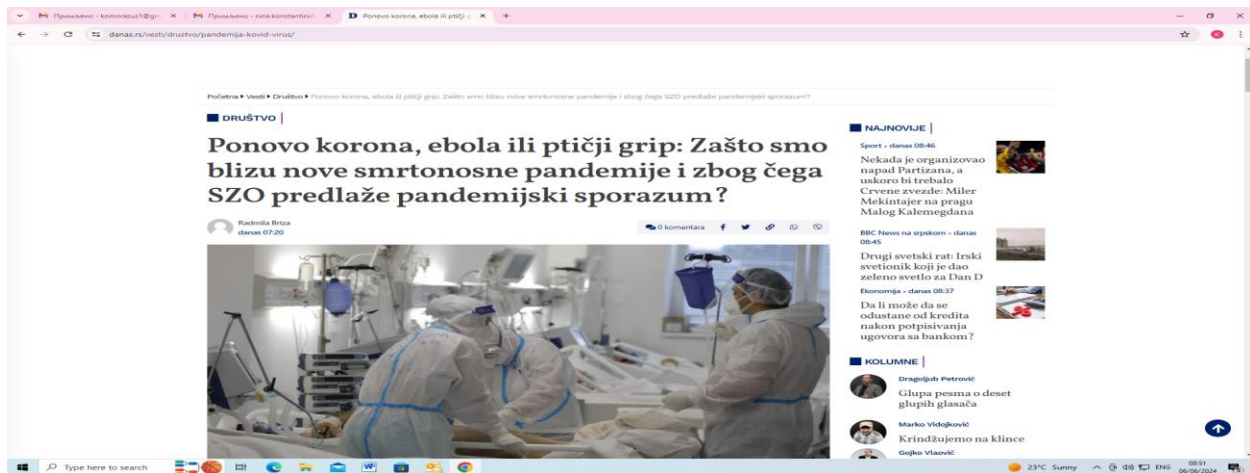 Примљено - komorazus1@gm
Примљено - nina.konstantinic
Ponovo korona, ebola ili ptičji g
danas.rs/vesti/drustvo/pandemija-kovid-virus/
Početna Vesti Društvo Ponovo korona, ebola ili ptičji grip: Zašto smo blizu nove smrtonosne pandemije i zbog čega SZO predlaže pandemijski sporazum?
DRUŠTVO
Ponovo korona, ebola ili ptičji grip: Zašto smo
blizu nove smrtonosne pandemije i zbog čega
SZO predlaže pandemijski sporazum?
Radmila Briza
danas 07:20
0 komentara
NAJNOVIJE
Sport - danas 08:46
Nekada je organizovao
napad Partizana, a
uskoro bi trebalo
Crvene zvezde: Miler
Mekintajer na pragu
Malog Kalemegdana
BBC News na srpskom - danas
08:45
Drugi svetski rat: Irski
svetionik koji je dao
zeleno svetlo za Dan D
Ekonomija - danas 08:37
Da li može da se
odustane od kredita
nakon potpisivanja
ugovora sa bankom?
KOLUMNE
Dragoljub Petrović
Glupa pesma o deset
glupih glasača
Marko Vidojković
Krindžujemo na klince
Gojko Vlaović
Type here to search
23°C Sunny
ENG
08:51
06/06/2024